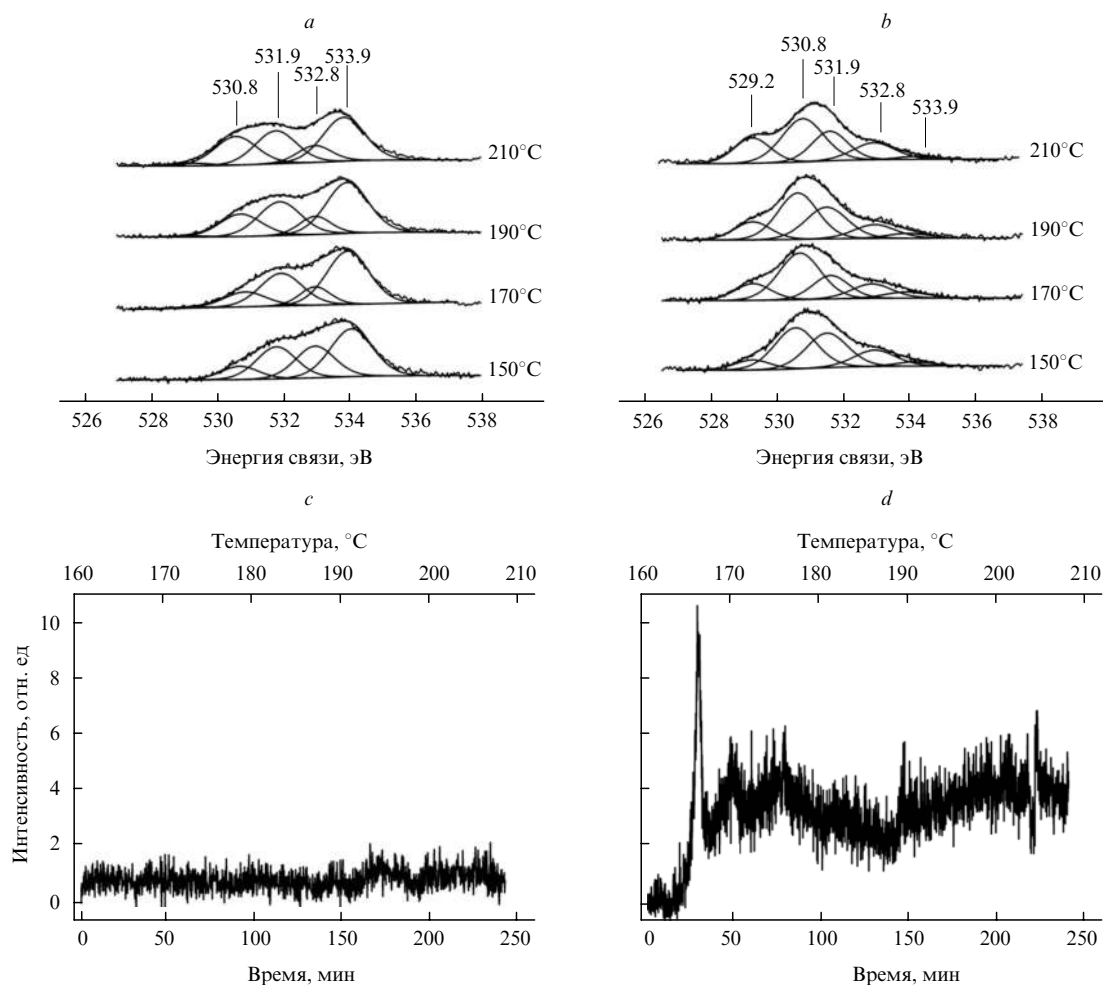 a
530.8
531.9
532.8
533.9
210°C
190°C
170°C
150°C
526 528 530 532 534 536 538
Энергия связи, эВ
b
529.2
530.8
531.9
532.8
533.9
210°C
190°C
170°C
150°C
526 528 530 532 534 536 538
Энергия связи, эВ
c
Температура, °C
160 170 180 190 200 210
Интенсивность, отн. ед
10
8
6
4
2
0
0 50 100 150 200 250
Время, мин
d
Температура, °C
160 170 180 190 200 210
0 50 100 150 200 250
Время, мин